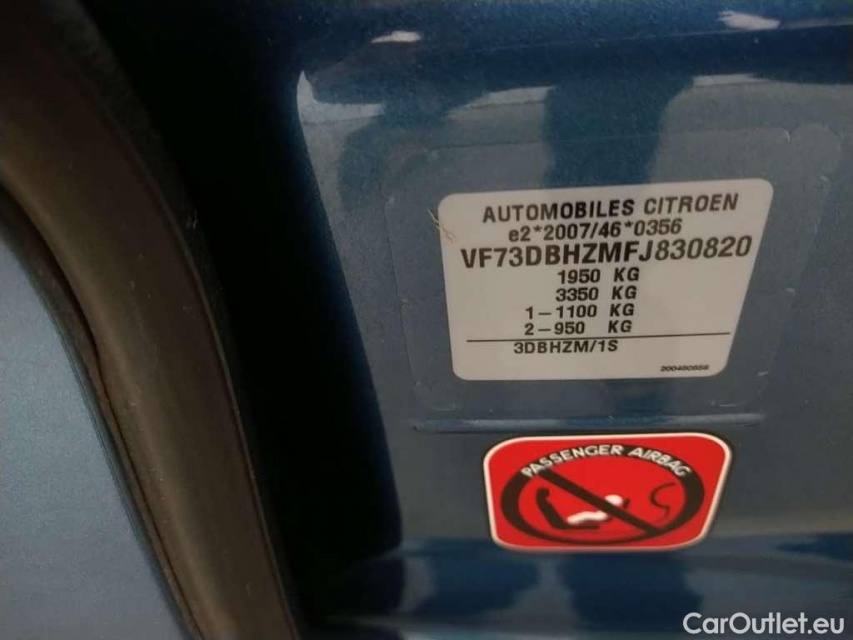 AUTOMOBILES CITROEN
e2*2007/46*0356
VF73DBHZMFJ830820
1950 KG
3350 KG
1-1100 KG
2-950 KG
3DBHZM/1S
PASSENGER AIRBAG
CarOutlet.eu